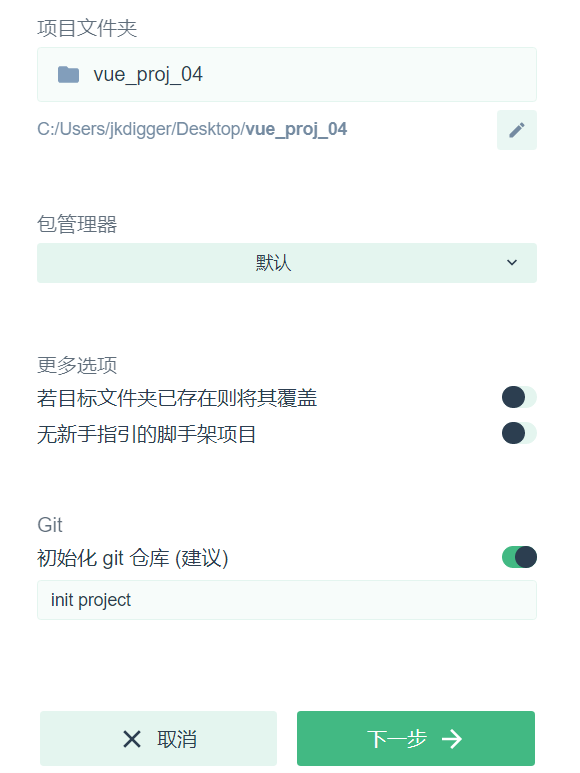 项目文件夹
vue_proj_04
C:/Users/jkdigger/Desktop/vue_proj_04
包管理器
默认
更多选项
若目标文件夹已存在则将其覆盖
无新手指引的脚手架项目
Git
初始化 git 仓库 (建议)
init project
取消
下一步